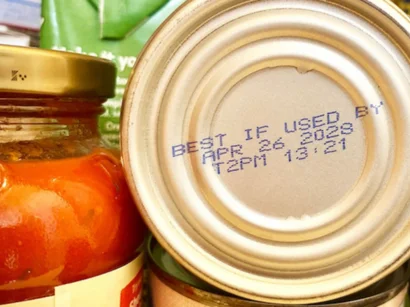 BEST IF USED BY
APR 26 2028
T2PM 13:21